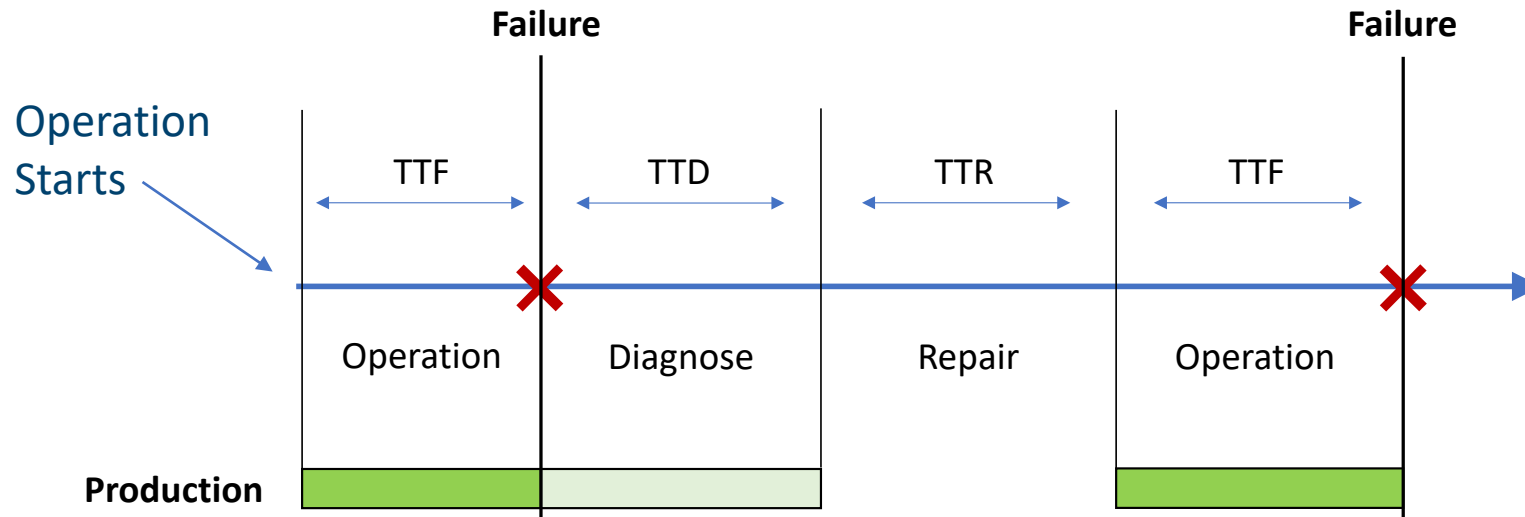 Failure
Failure
Operation
Starts
TTF
TTD
TTR
TTF
Operation
Diagnose
Repair
Operation
Production